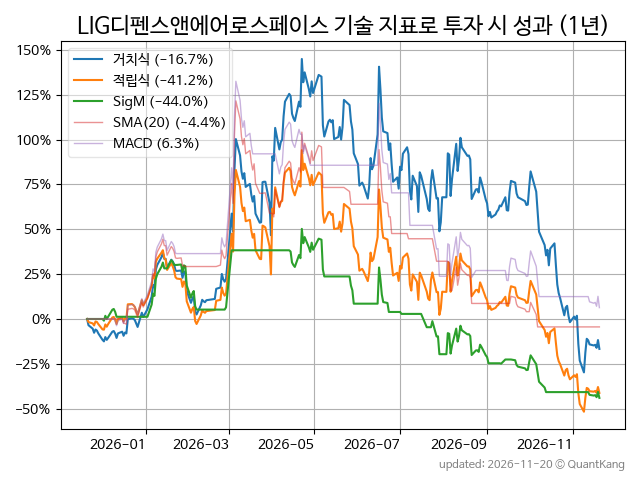 LIG디펜스앤에어로스페이스 기술 지표로 투자 시 성과 (1년)
150%
125%
100%
75%
50%
25%
0%
−25%
−50%
거치식 (−16.7%)
적립식 (−41.2%)
SigM (−44.0%)
SMA(20) (−4.4%)
MACD (6.3%)
2026-01
2026-03
2026-05
2026-07
2026-09
2026-11
updated: 2026-11-20 © QuantKang